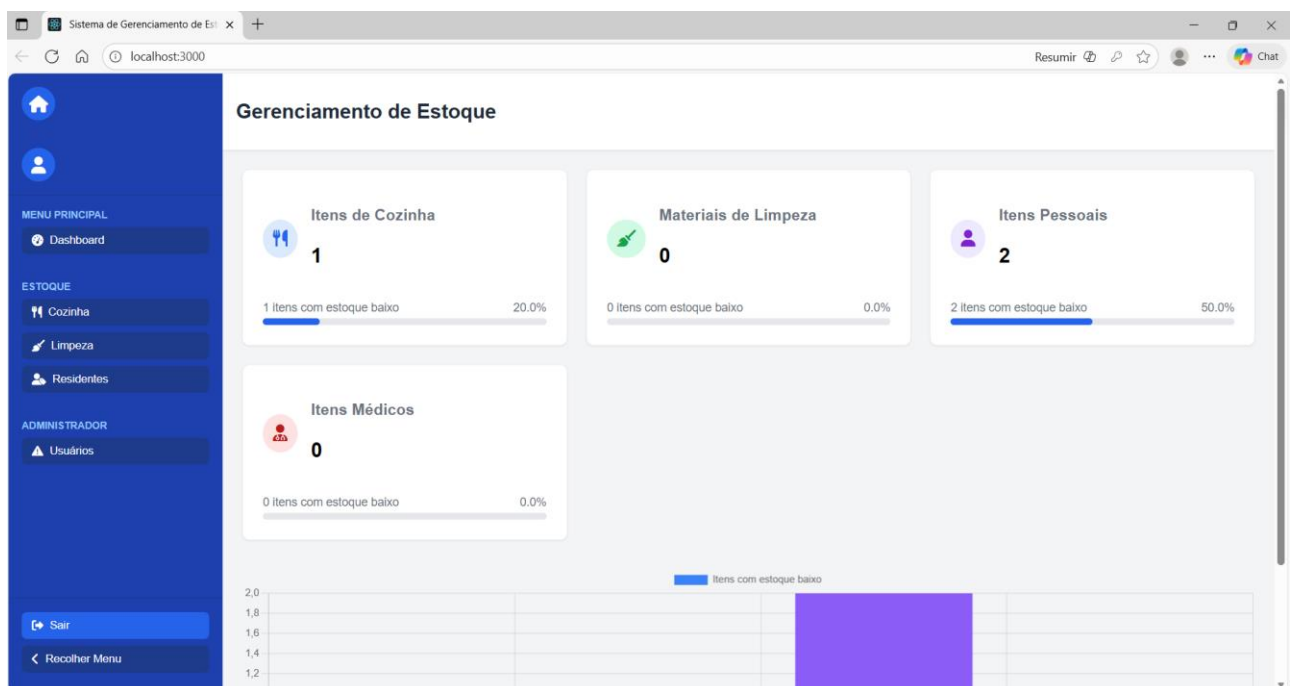 Sistema de Gerenciamento de Est
localhost:3000
Resumir
Chat
Gerenciamento de Estoque
MENU PRINCIPAL
Dashboard
ESTOQUE
Cozinha
Limpeza
Residentes
ADMINISTRADOR
Usuários
Sair
Recolher Menu
Itens de Cozinha
1
1 itens com estoque baixo 20.0%
Materiais de Limpeza
0
0 itens com estoque baixo 0.0%
Itens Pessoais
2
2 itens com estoque baixo 50.0%
Itens Médicos
0
0 itens com estoque baixo 0.0%
Itens com estoque baixo
2,0
1,8
1,6
1,4
1,2